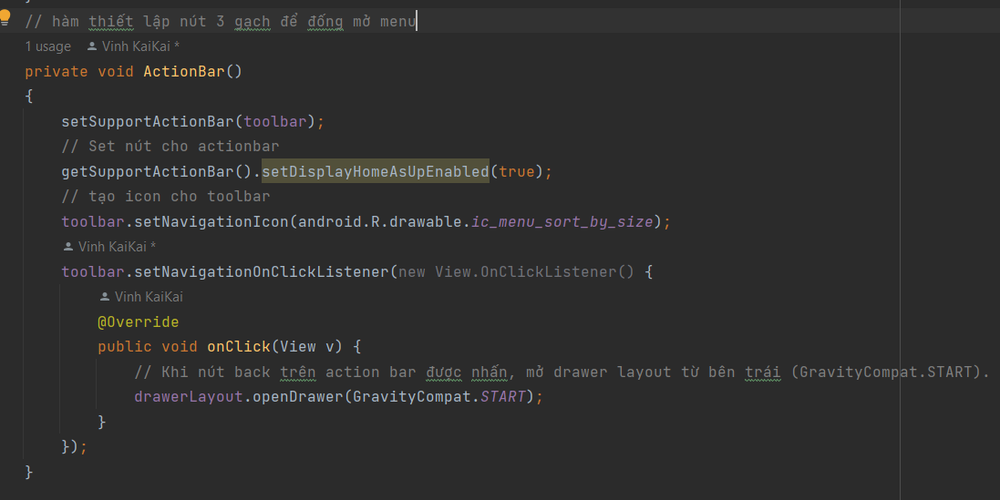 // hàm thiết lập nút 3 gạch để đống mở menu
1 usage Vinh KaiKai *
private void ActionBar()
{
setSupportActionBar(toolbar);
// Set nút cho actionbar
getSupportActionBar().setDisplayHomeAsUpEnabled(true);
// tạo icon cho toolbar
toolbar.setNavigationIcon(android.R.drawable.ic_menu_sort_by_size);
Vinh KaiKai *
toolbar.setNavigationOnClickListener(new View.OnClickListener() {
Vinh KaiKai
@Override
public void onClick(View v) {
// Khi nút back trên action bar được nhấn, mở drawer layout từ bên trái (GravityCompat.START).
drawerLayout.openDrawer(GravityCompat.START);
}
});
}